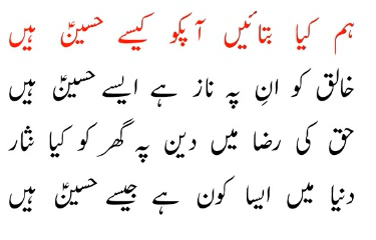 ہم کیا بتائیں آپکو کیسے حسینؑ ہیں
خالق کو اِن پہ ناز ہے ایسے حسینؑ ہیں
حق کی رضا میں دین پہ گھر کو کیا نثار
دنیا میں ایسا کون ہے جیسے حسینؑ ہیں